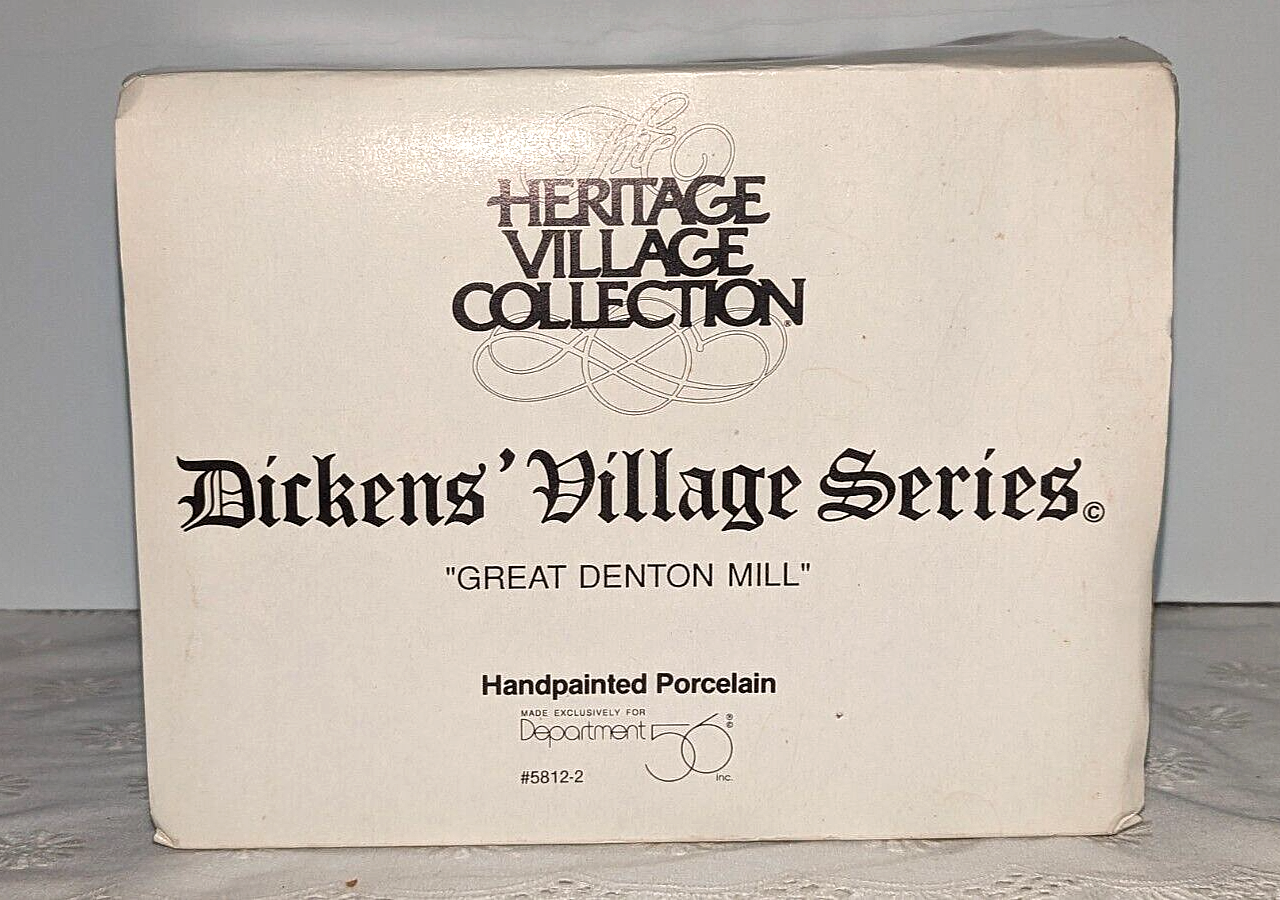 The
HERITAGE
VILLAGE
COLLECTION®
Dickens' Village Series©
"GREAT DENTON MILL"
Handpainted Porcelain
MADE EXCLUSIVELY FOR
Department 56 ®©
inc.
#5812-2